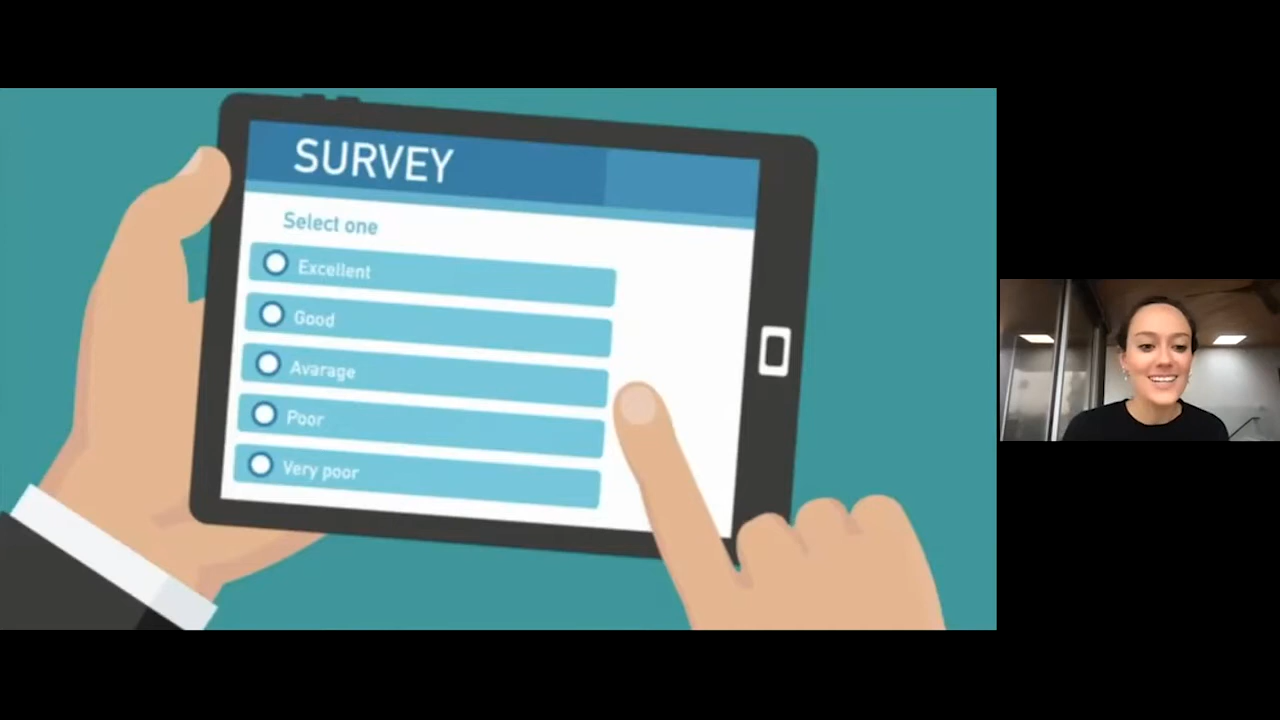 SURVEY
Select one
Excellent
Good
Avarage
Poor
Very poor